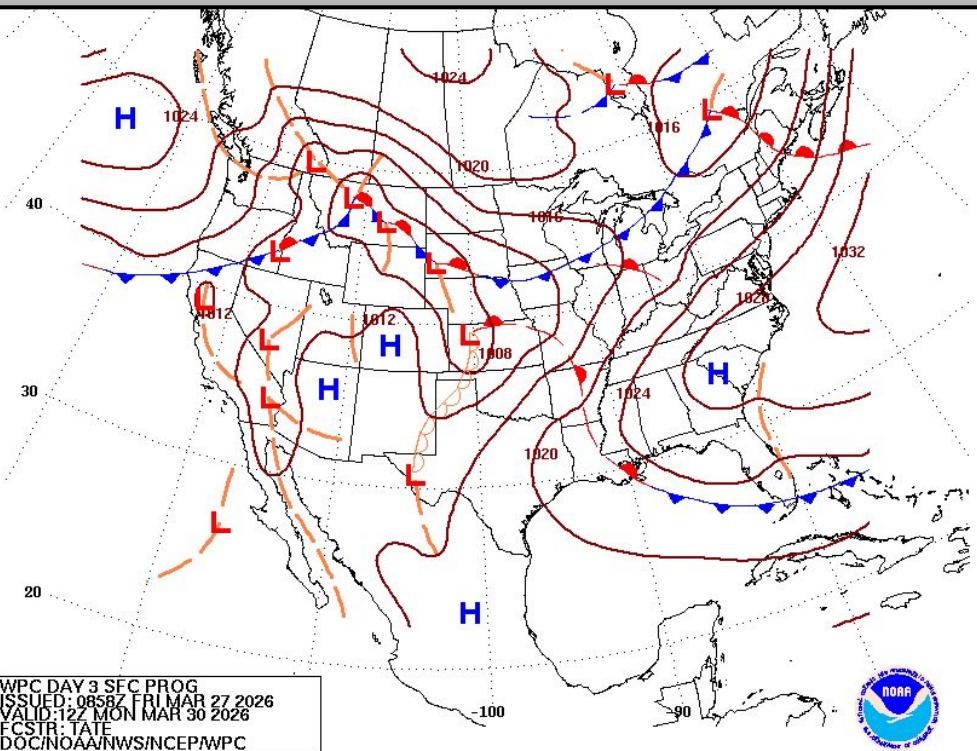 1024
H
L
L
1024
1016
L
1020
40
L
L
1016
L
L
1032
L
1028
1012
1012
L
H
L
1008
H
H
30
L
1024
1020
L
L
20
H
-100
-90
NOAA
WPC DAY 3 SFC PROG
ISSUED: 0858Z FRI MAR 27 2026
VALID:12Z MON MAR 30 2026
FCSTR: TATE
DOC/NOAA/NWS/NCEP/WPC